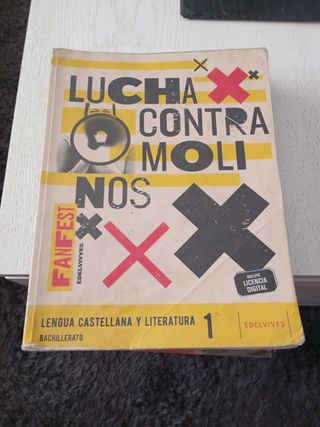 LUCHA
CONTRA
MOLI
NOS
FANFEST
EDELVIVES
INCLUYE
LICENCIA
DIGITAL
LENGUA CASTELLANA Y LITERATURA 1
BACHILLERATO
EDELVIVES